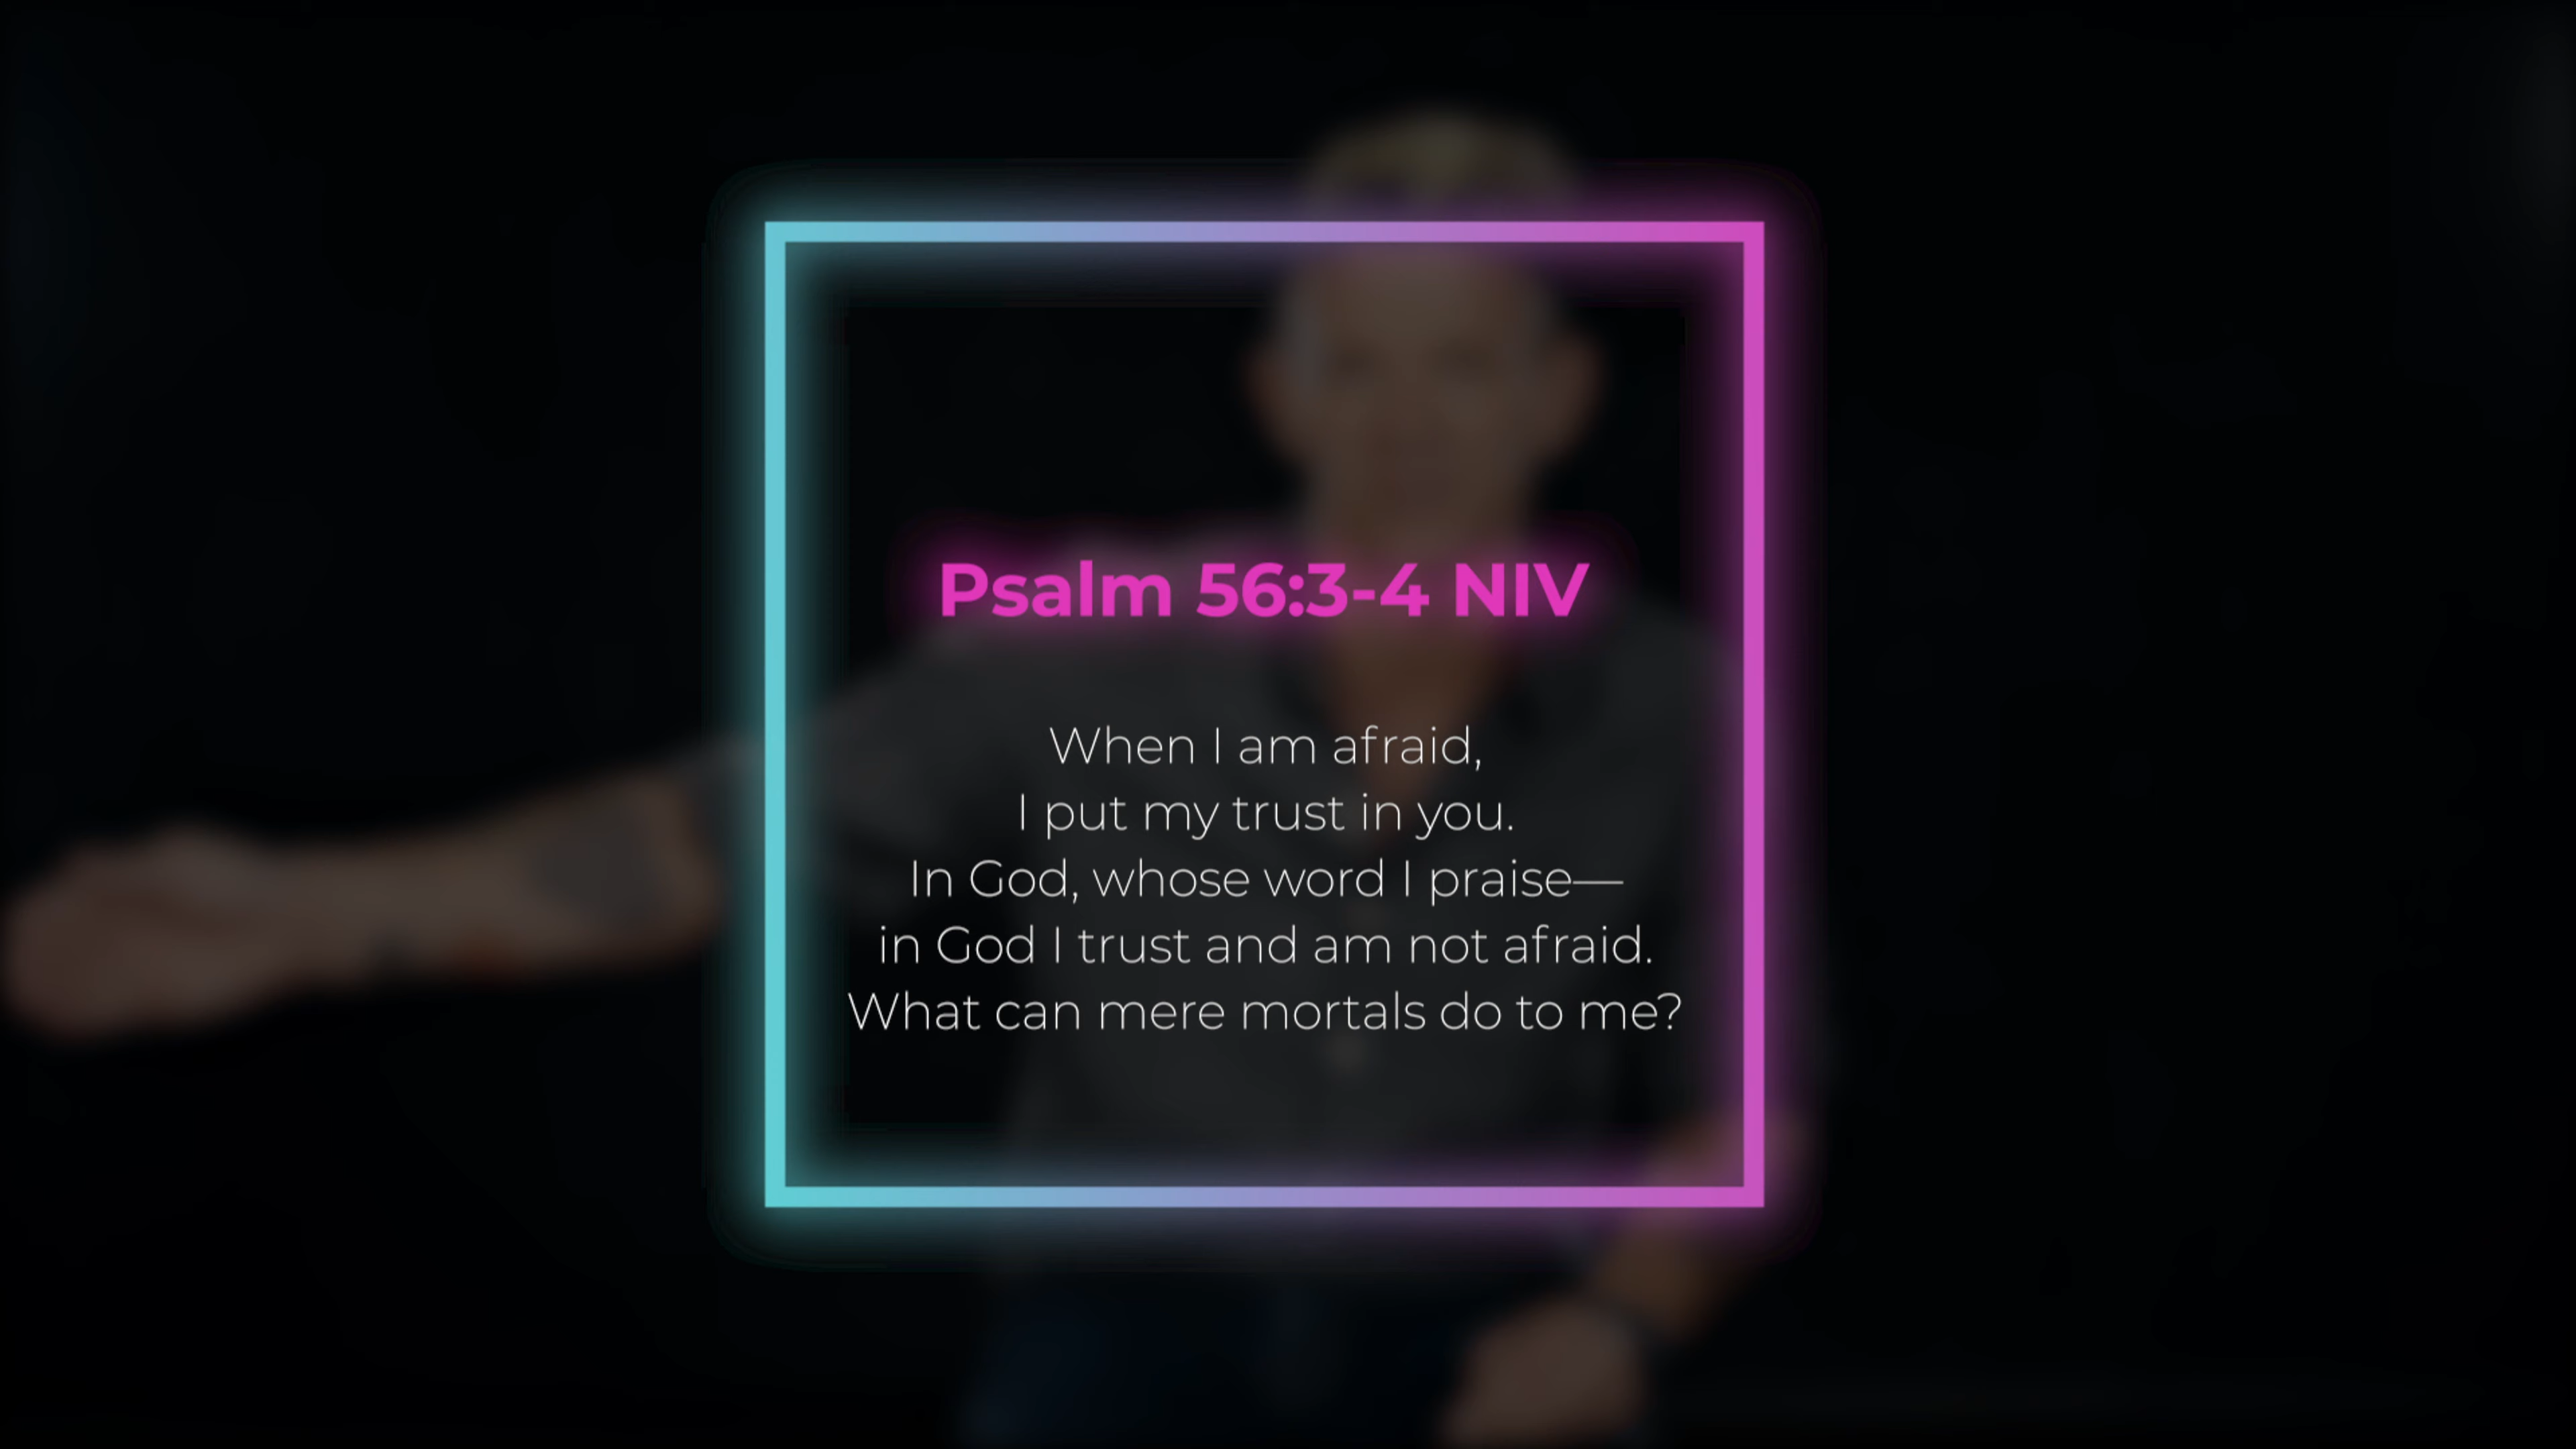 Psalm 56:3-4 NIV
When I am afraid,
I put my trust in you.
In God, whose word I praise—
in God I trust and am not afraid.
What can mere mortals do to me?